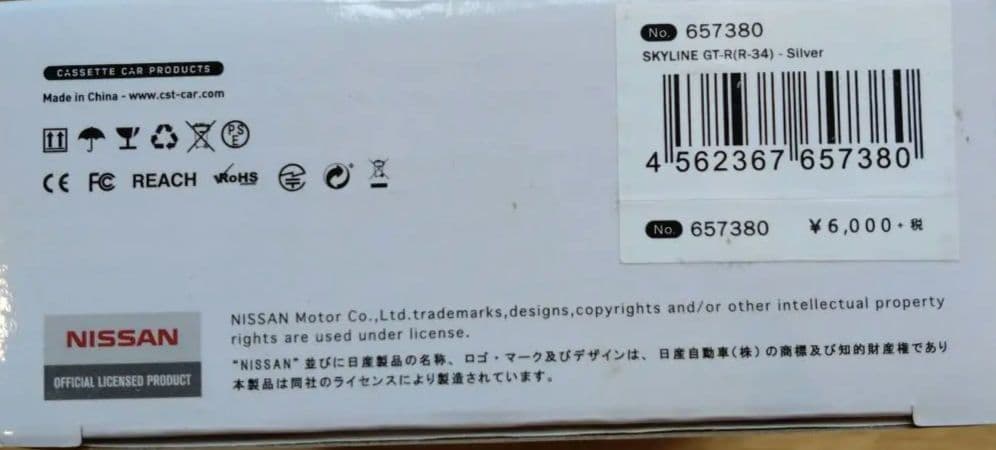 CASSETTE CAR PRODUCTS
Made in China - www.cst-car.com
PSE
CE FC REACH RoHS
No. 657380
SKYLINE GT-R(R-34) - Silver
4 562367 657380
No. 657380 ¥6,000+税
NISSAN
OFFICIAL LICENSED PRODUCT
NISSAN Motor Co.,Ltd.trademarks,designs,copyrights and/or other intellectual property
rights are used under license.
"NISSAN" 並びに日産製品の名称、ロゴ・マーク及びデザインは、日産自動車(株)の商標及び知的財産権であり
本製品は同社のライセンスにより製造されています。